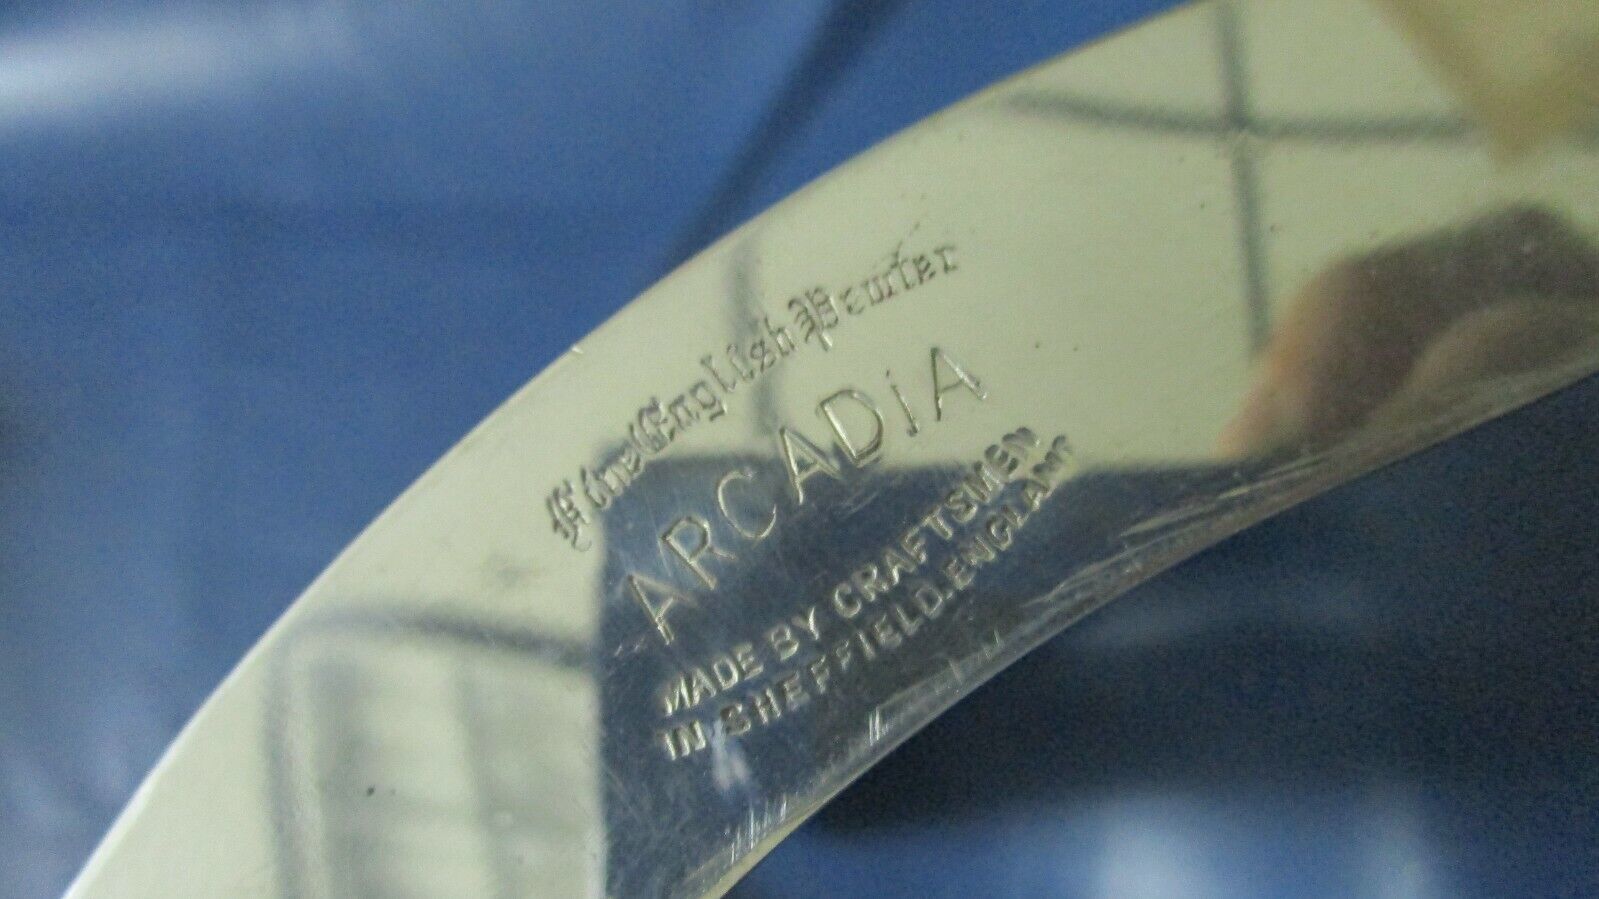 Fine English Pewter
ARCADiA
MADE BY CRAFTSMEN
IN SHEFFIELD. ENGLAND